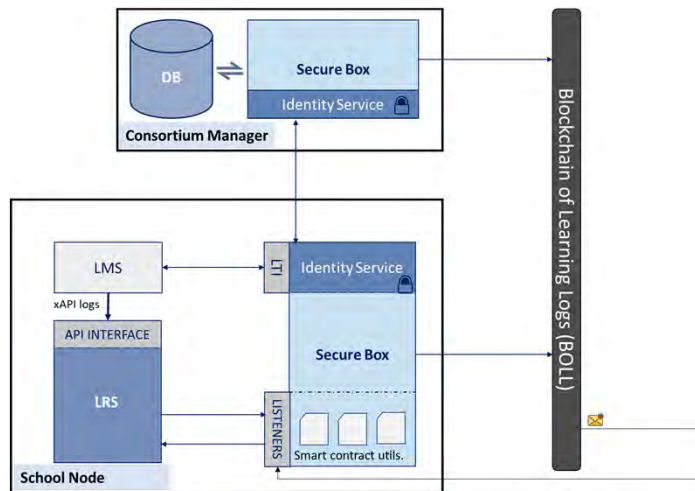 DB
Secure Box
Identity Service
Consortium Manager
Blockchain of Learning Logs (BOLL)
LMS
LTI
Identity Service
xAPI logs
API INTERFACE
Secure Box
LRS
LISTENERS
Smart contract utils.
School Node